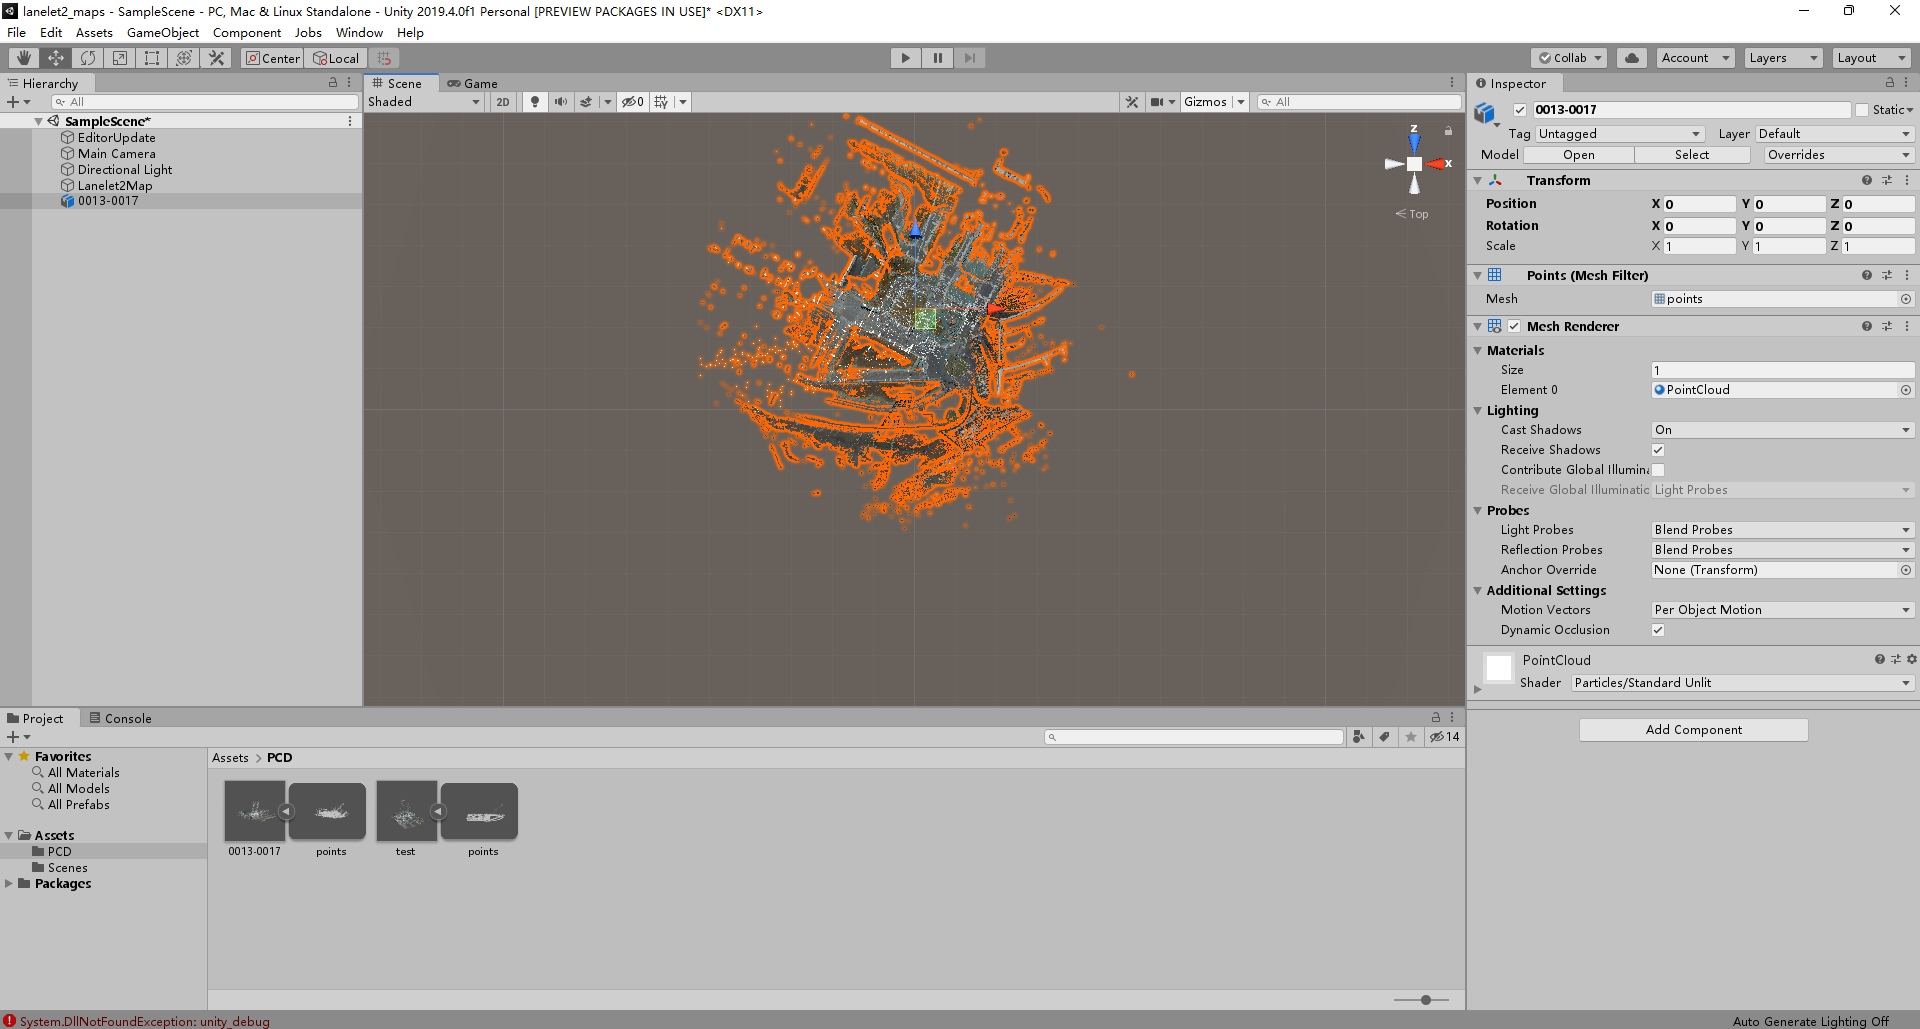 lanelet2_maps - SampleScene - PC, Mac & Linux Standalone - Unity 2019.4.0f1 Personal [PREVIEW PACKAGES IN USE]* <DX11>
File Edit Assets GameObject Component Jobs Window Help
Center Local Collab Account Layers Layout
Hierarchy
All
SampleScene*
EditorUpdate
Main Camera
Directional Light
Lanelet2Map
0013-0017
Scene Game
Shaded 2D 0 Gizmos All
z
x
Top
Inspector
0013-0017 Static
Tag Untagged Layer Default
Model Open Select Overrides
Transform
Position X 0 Y 0 Z 0
Rotation X 0 Y 0 Z 0
Scale X 1 Y 1 Z 1
Points (Mesh Filter)
Mesh points
Mesh Renderer
Materials
Size 1
Element 0 PointCloud
Lighting
Cast Shadows On
Receive Shadows
Contribute Global Illumina
Receive Global Illuminatic Light Probes
Probes
Light Probes Blend Probes
Reflection Probes Blend Probes
Anchor Override None (Transform)
Additional Settings
Motion Vectors Per Object Motion
Dynamic Occlusion
PointCloud
Shader Particles/Standard Unlit
Add Component
Project Console
14
Favorites
All Materials
All Models
All Prefabs
Assets
PCD
Scenes
Packages
Assets > PCD
0013-0017 points test points
System.DllNotFoundException: unity_debug
Auto Generate Lighting Off